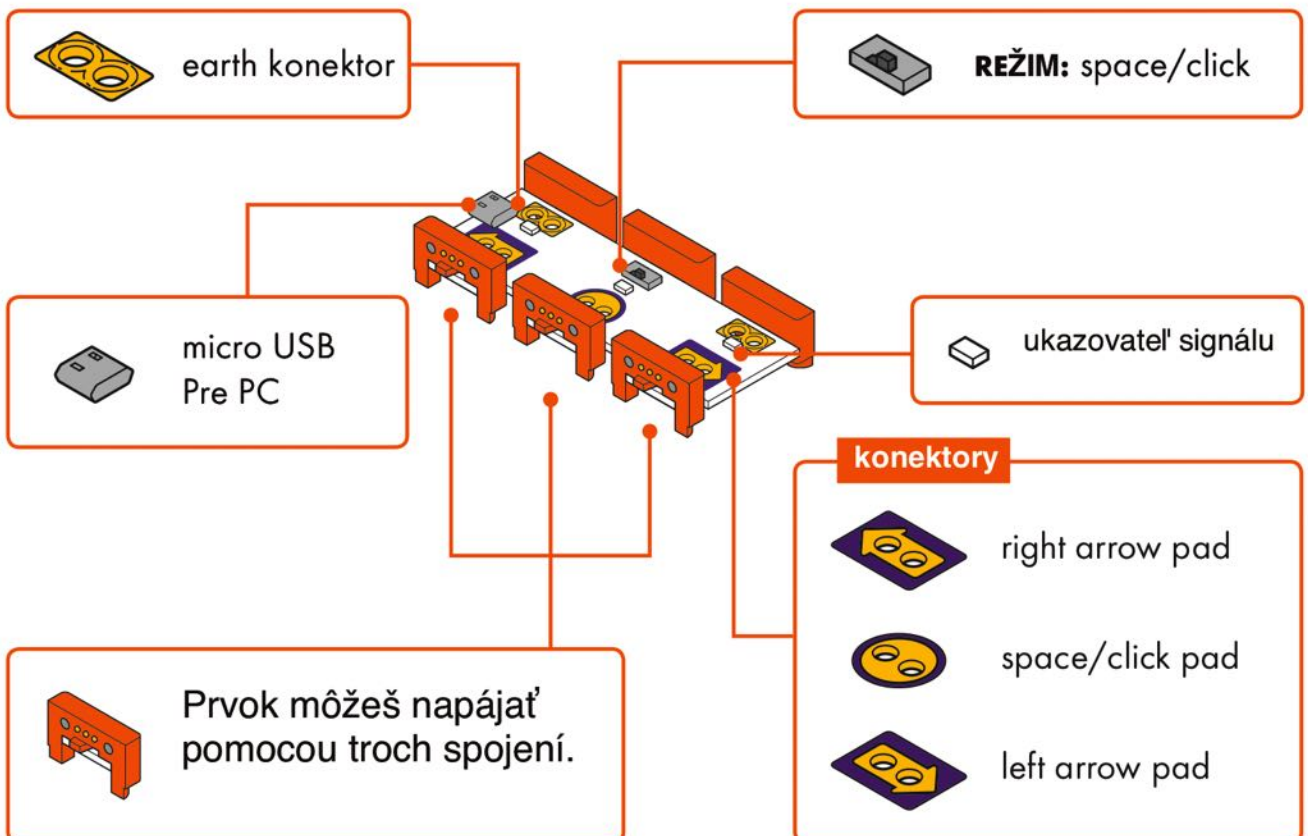 earth konektor
REŽIM: space/click
micro USB
Pre PC
ukazovateľ signálu
konektory
right arrow pad
space/click pad
left arrow pad
Prvok môžeš napájať
pomocou troch spojení.